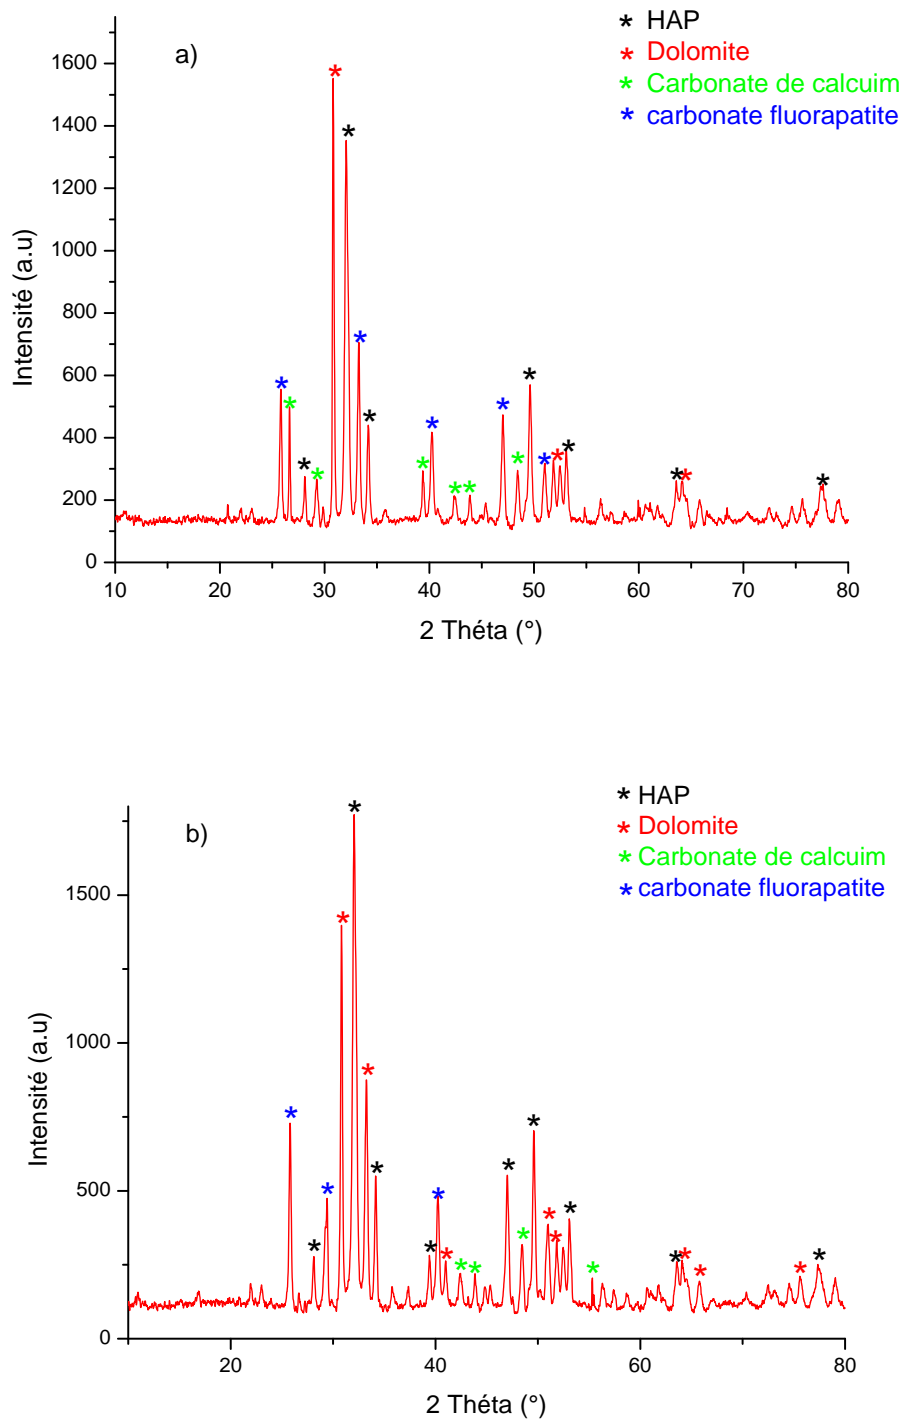 a)
* HAP
* Dolomite
* Carbonate de calcuim
* carbonate fluorapatite
Intensité (a.u)
1600
1400
1200
1000
800
600
400
200
0
10 20 30 40 50 60 70 80
2 Théta (°)
b)
* HAP
* Dolomite
* Carbonate de calcuim
* carbonate fluorapatite
Intensité (a.u)
1500
1000
500
0
20 40 60 80
2 Théta (°)